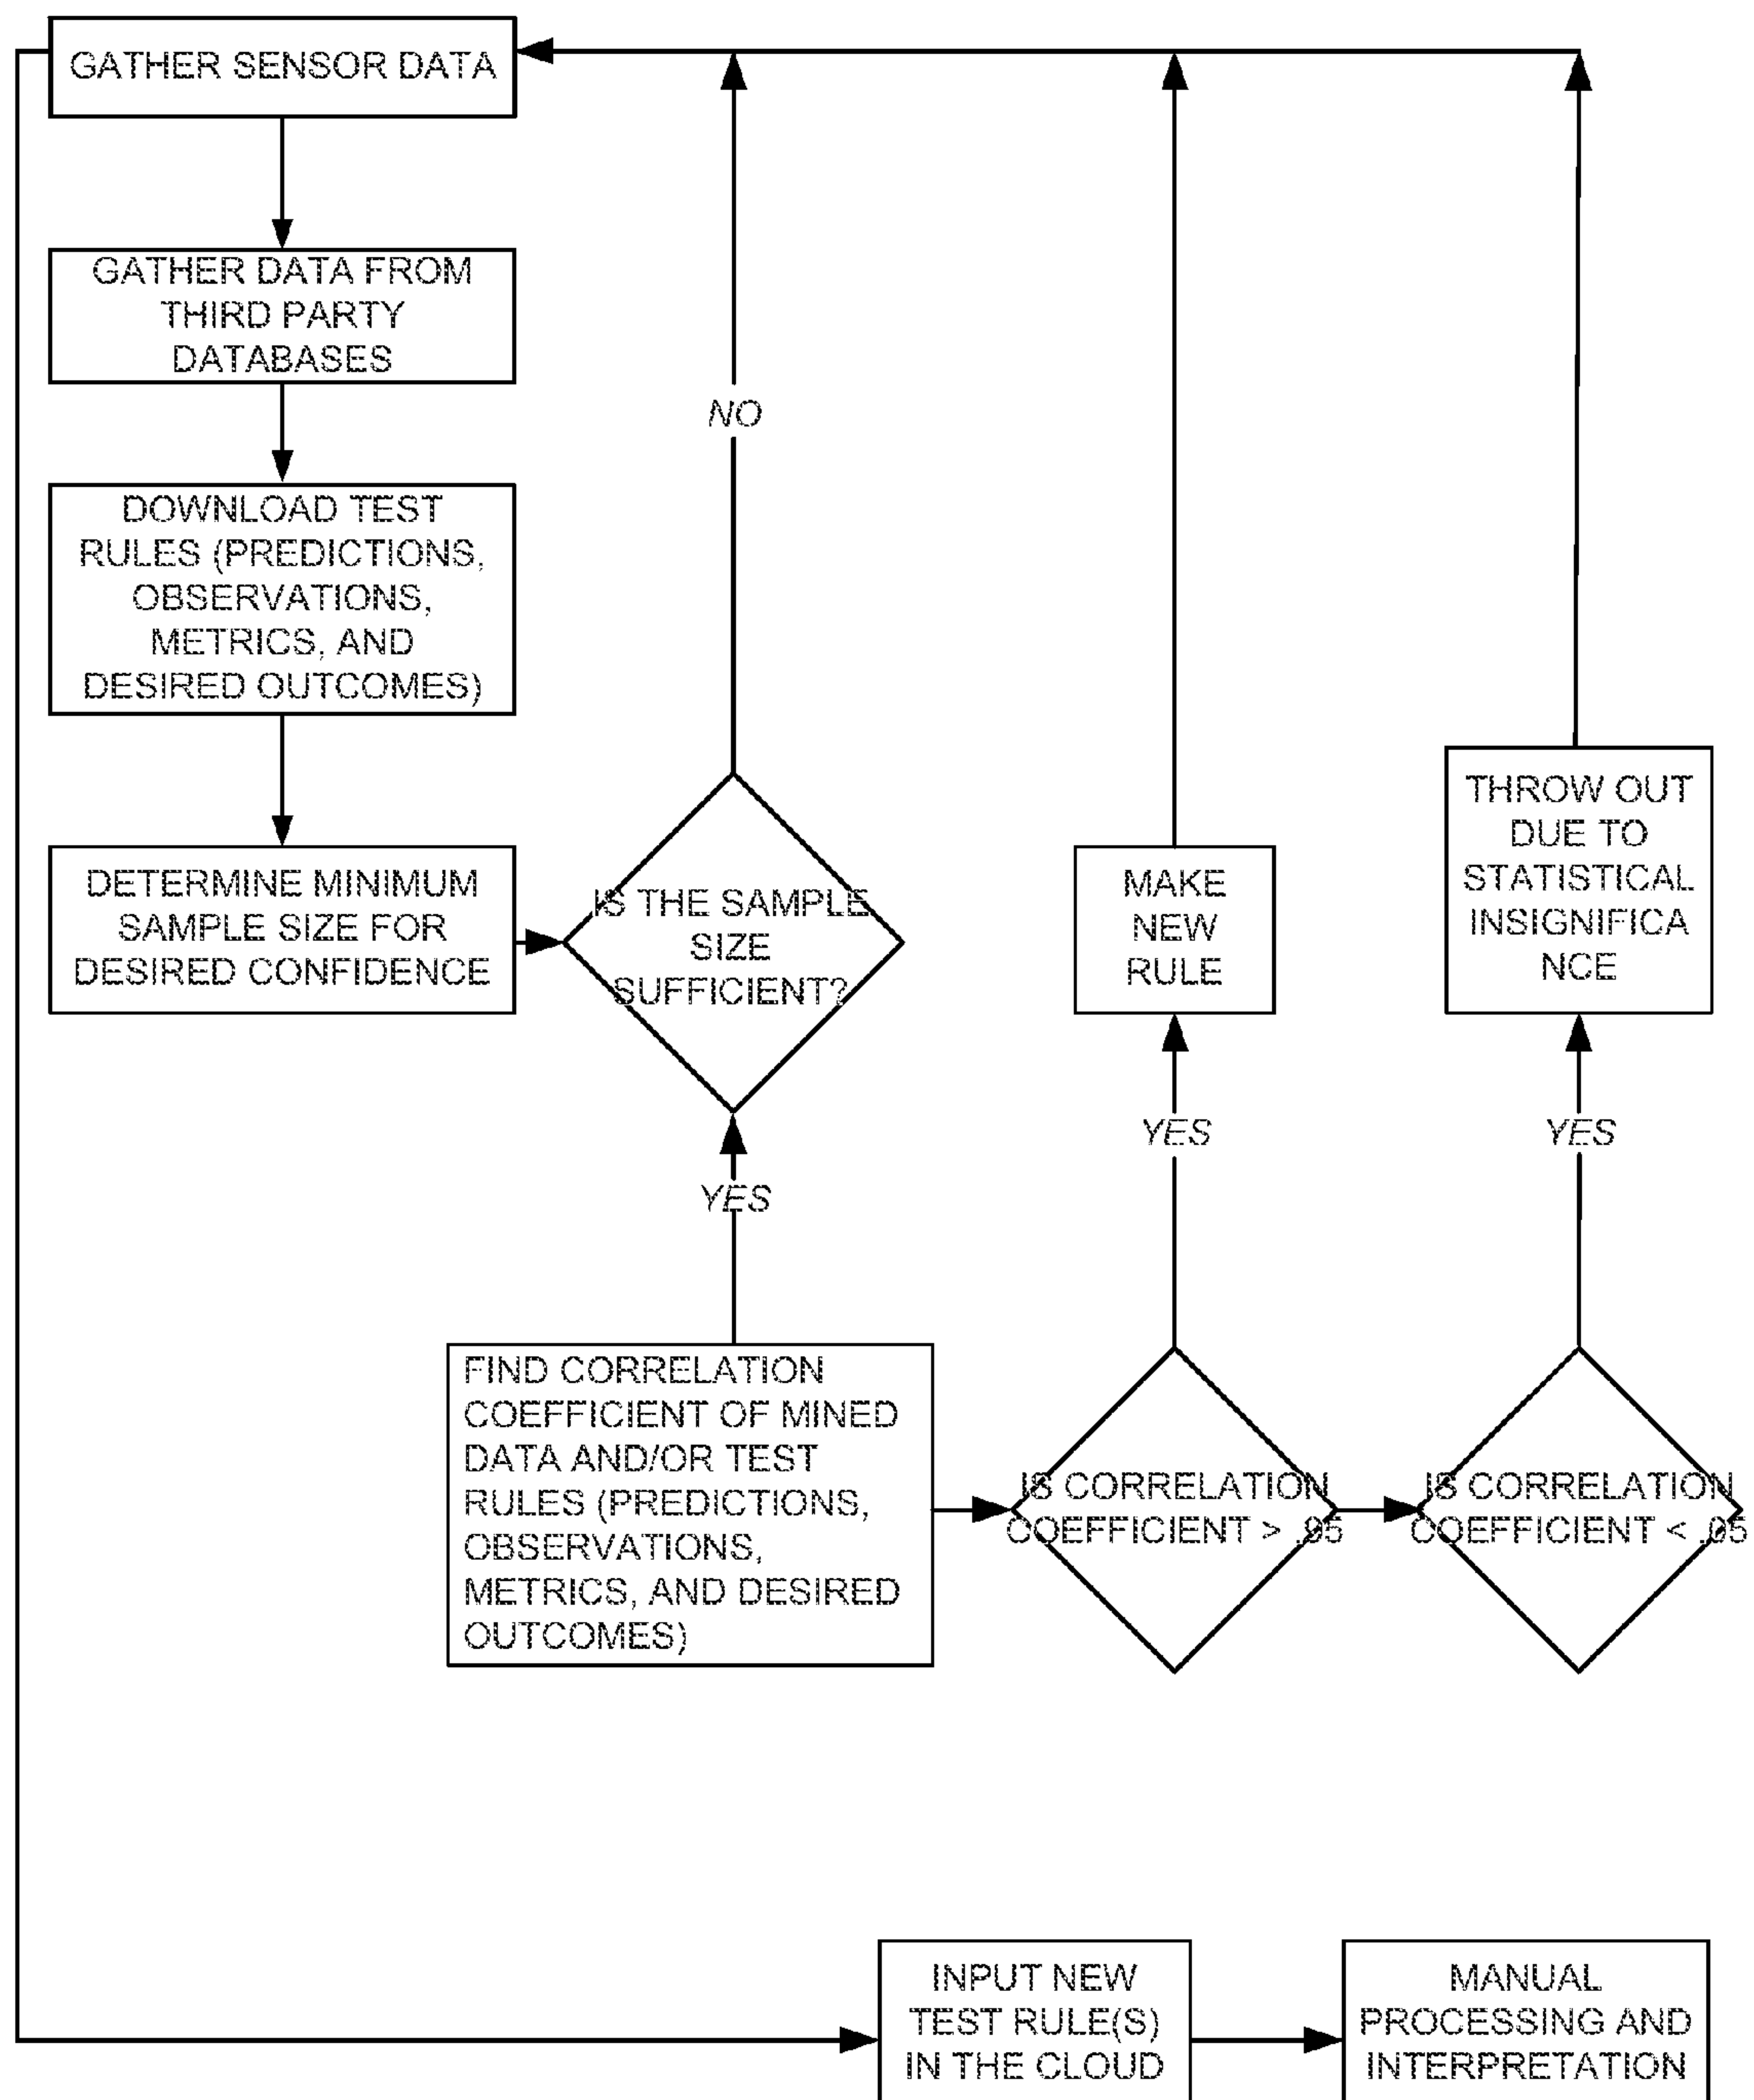 GATHER SENSOR DATA
GATHER DATA FROM
THIRD PARTY
DATABASES
DOWNLOAD TEST
RULES (PREDICTIONS,
OBSERVATIONS,
METRICS, AND
DESIRED OUTCOMES)
DETERMINE MINIMUM
SAMPLE SIZE FOR
DESIRED CONFIDENCE
NO
IS THE SAMPLE
SIZE
SUFFICIENT?
YES
FIND CORRELATION
COEFFICIENT OF MINED
DATA AND/OR TEST
RULES (PREDICTIONS,
OBSERVATIONS,
METRICS, AND DESIRED
OUTCOMES)
MAKE
NEW
RULE
YES
IS CORRELATION
COEFFICIENT > .95
THROW OUT
DUE TO
STATISTICAL
INSIGNIFICA
NCE
YES
IS CORRELATION
COEFFICIENT < .05
INPUT NEW
TEST RULE(S)
IN THE CLOUD
MANUAL
PROCESSING AND
INTERPRETATION